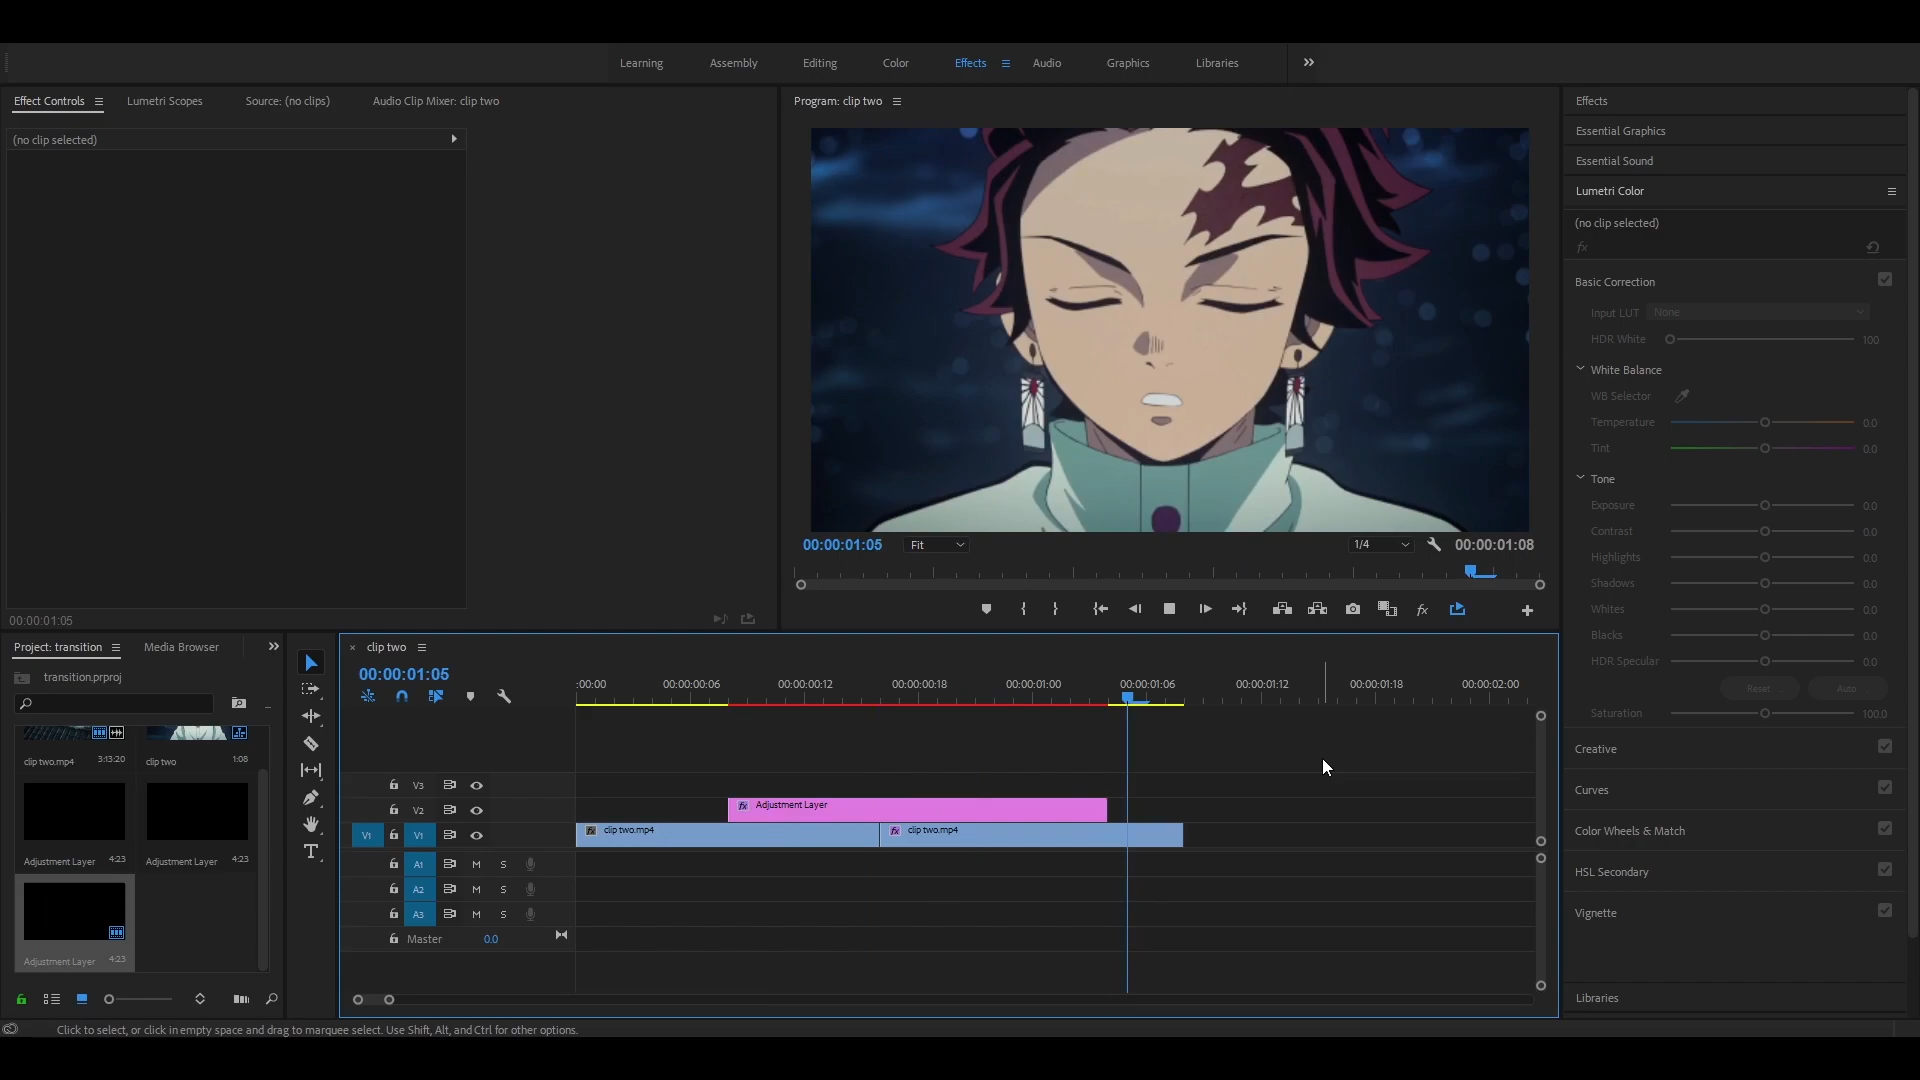 Learning Assembly Editing Color Effects Audio Graphics Libraries
Effect Controls Lumetri Scopes Source: (no clips) Audio Clip Mixer: clip two
(no clip selected)
00:00:01:05
Program: clip two
00:00:01:05 Fit 1/4 00:00:01:08
Effects
Essential Graphics
Essential Sound
Lumetri Color
(no clip selected)
fx
Basic Correction
Input LUT None
HDR White 100
White Balance
WB Selector
Temperature 0.0
Tint 0.0
Tone
Exposure 0.0
Contrast 0.0
Highlights 0.0
Shadows 0.0
Whites 0.0
Blacks 0.0
HDR Specular 0.0
Reset Auto
Saturation 100.0
Creative
Curves
Color Wheels & Match
HSL Secondary
Vignette
Libraries
Project: transition Media Browser
transition.prproj
clip two.mp4 3:13:20 clip two 1:08
Adjustment Layer 4:23 Adjustment Layer 4:23
Adjustment Layer 4:23
clip two
00:00:01:05
:00:00 00:00:00:06 00:00:00:12 00:00:00:18 00:00:01:00 00:00:01:06 00:00:01:12 00:00:01:18 00:00:02:00
V3
V2 fx Adjustment Layer
V1 V1 fx clip two.mp4 fx clip two.mp4
A1 M S
A2 M S
A3 M S
Master 0.0
Click to select, or click in empty space and drag to marquee select. Use Shift, Alt, and Ctrl for other options.